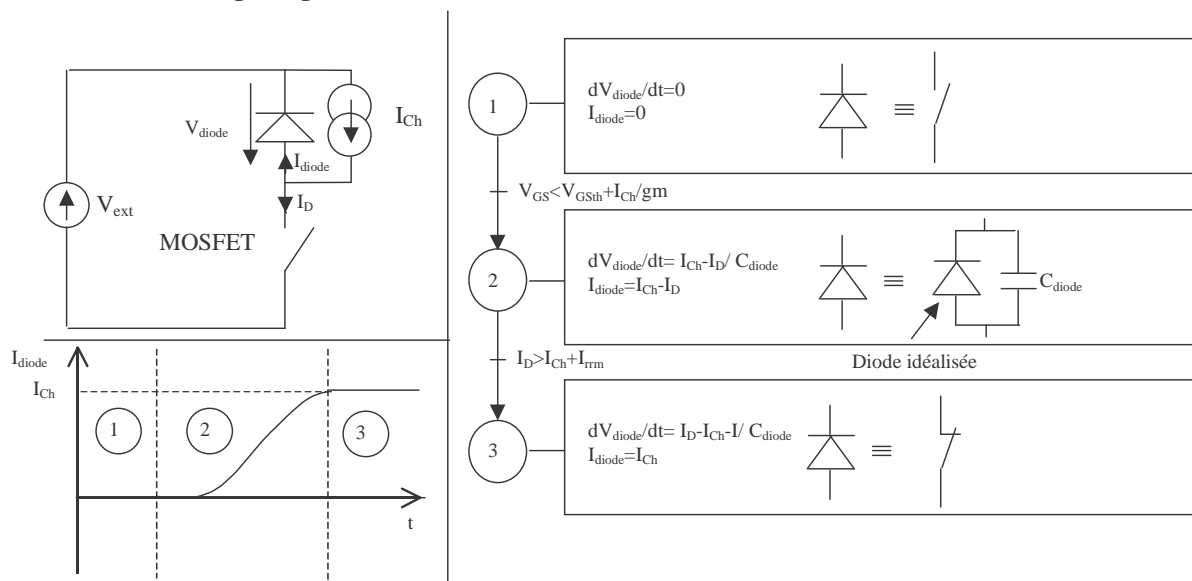 V_diode
I_Ch
I_diode
V_ext
I_D
MOSFET
I_diode
I_Ch
1
2
3
t
1
dV_diode/dt=0
I_diode=0
≡
V_GS<V_GSth+I_Ch/gm
2
dV_diode/dt= I_Ch-I_D/ C_diode
I_diode=I_Ch-I_D
≡
C_diode
Diode idéalisée
I_D>I_Ch+I_rrm
3
dV_diode/dt= I_D-I_Ch-I/ C_diode
I_diode=I_Ch
≡